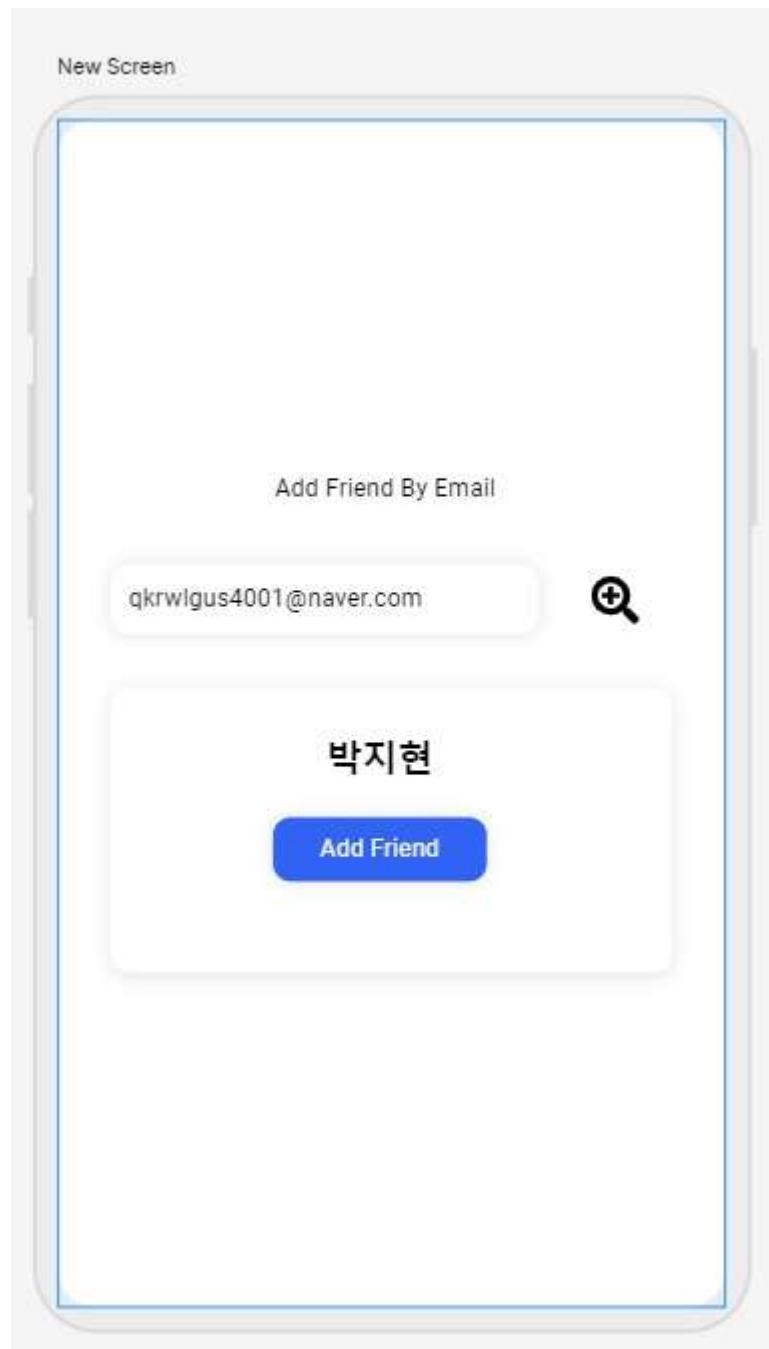 New Screen
Add Friend By Email
qkrwlgus4001@naver.com
박지현
Add Friend